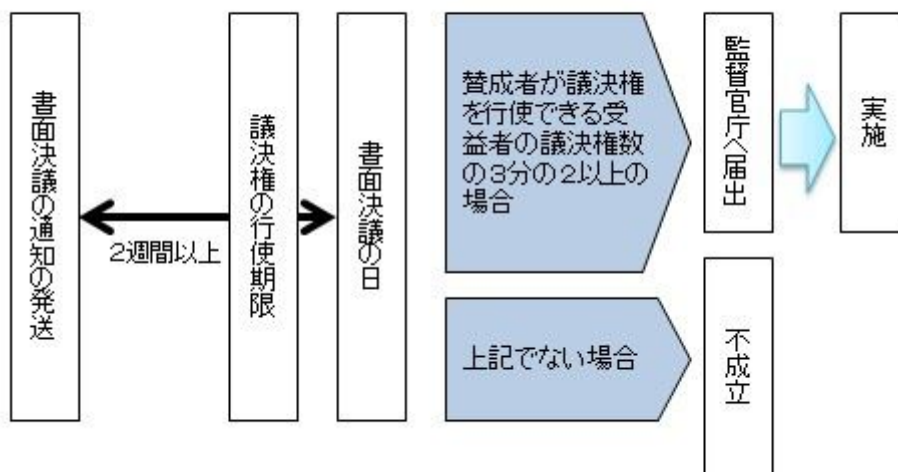 書面決議の通知の発送
2週間以上
議決権の行使期限
書面決議の日
賛成者が議決権
を行使できる受
益者の議決権数
の3分の2以上の
場合
監督官庁へ届出
実施
上記でない場合
不成立